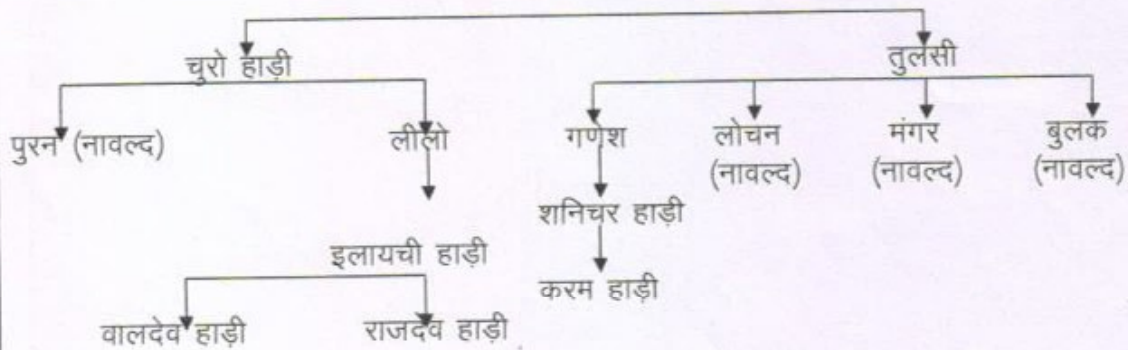 चुरो हाड़ी तुलसी
पुरन (नावल्द) लीलो गणेश लोचन (नावल्द) मंगर (नावल्द) बुलक (नावल्द)
शनिचर हाड़ी
इलायची हाड़ी
करम हाड़ी
वालदेव हाड़ी राजदेव हाड़ी